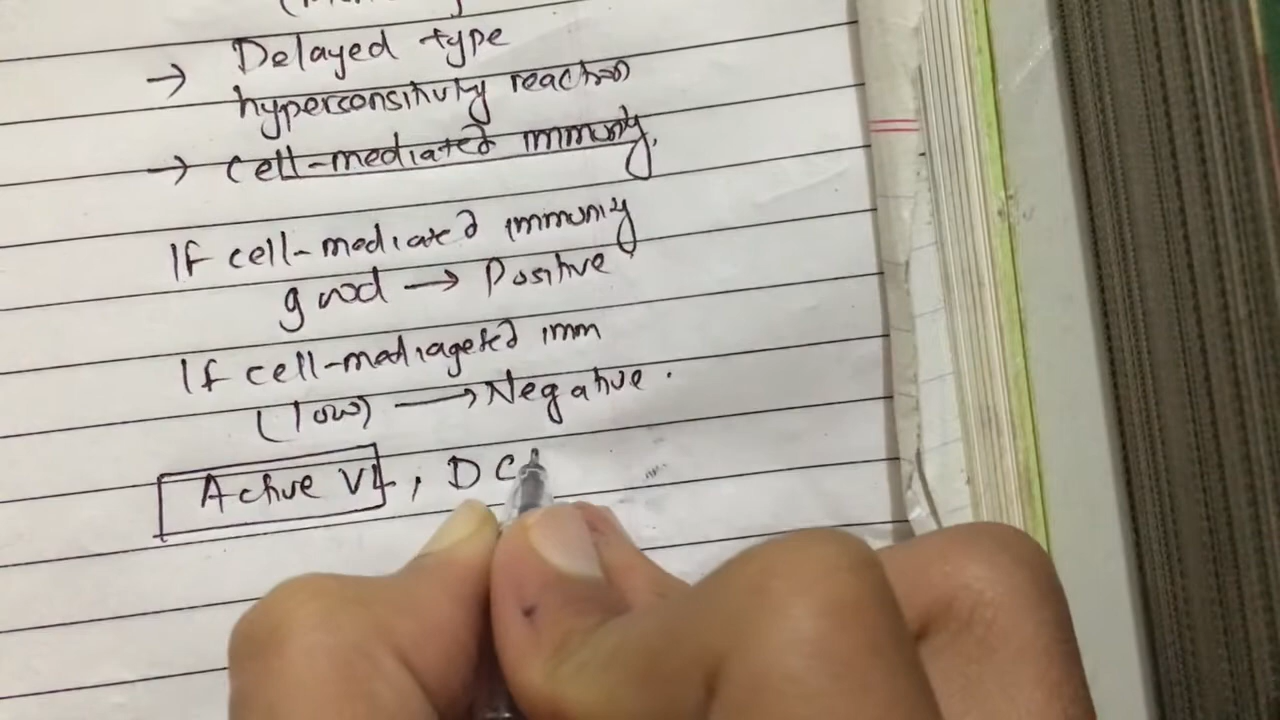 → Delayed type
hypersensitivity reaction
→ cell-mediated immunity.
If cell-mediated immunity
good → Positive
If cell-mediageted imm
(low) → Negative.
Active VL, DC